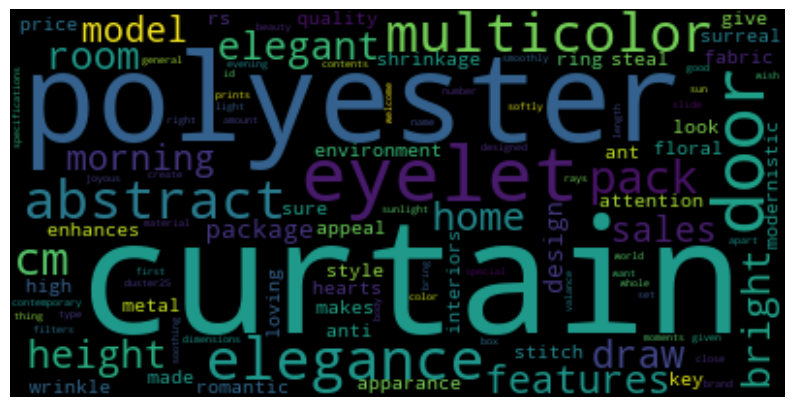 price
model
rs
beauty
quality
multicolor
give
surreal
room
general
elegant
evening
contents
shrinkage
smoothly
ring
steal
fabric
polyester
id
prints
light
amount
welcome
number
softly
good
sun
wish
specifications
right
name
length
slide
look
morning
environment
designed
ant
floral
door
joyous
create
eyelet
rays
pack
attention
modernistic
abstract
sure
home
enhances
material
package
appeal
sunlight
design
sales
apart
cm
curtain
high
first
duster25
style
hearts
loving
bring
special
interiors
world
want
whole
bright
contemporary
metal
makes
body
color
valance
set
thing
type
filters
anti
moments
given
height
soothing
dimensions
elegance
box
stitch
draw
close
wrinkle
made
romantic
apparance
features
key
brand